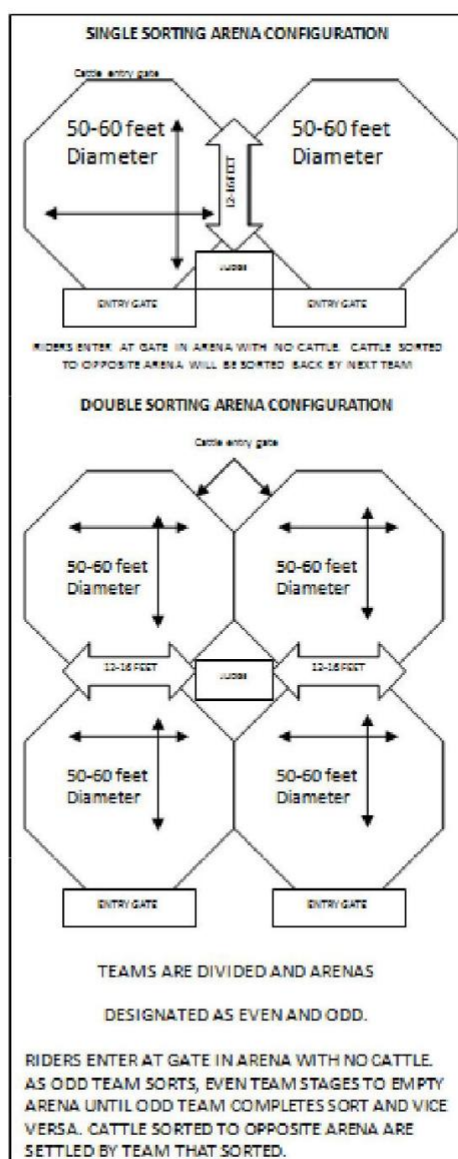 SINGLE SORTING ARENA CONFIGURATION
Cattle entry gate
50-60 feet
Diameter
50-60 feet
Diameter
12-16 FEET
JUDGE
ENTRY GATE
ENTRY GATE
RIDERS ENTER AT GATE IN ARENA WITH NO CATTLE. CATTLE SORTED
TO OPPOSITE ARENA WILL BE SORTED BACK BY NEXT TEAM
DOUBLE SORTING ARENA CONFIGURATION
Cattle entry gate
50-60 feet
Diameter
50-60 feet
Diameter
12-16 FEET
JUDGE
12-16 FEET
50-60 feet
Diameter
50-60 feet
Diameter
ENTRY GATE
ENTRY GATE
TEAMS ARE DIVIDED AND ARENAS
DESIGNATED AS EVEN AND ODD.
RIDERS ENTER AT GATE IN ARENA WITH NO CATTLE.
AS ODD TEAM SORTS, EVEN TEAM STAGES TO EMPTY
ARENA UNTIL ODD TEAM COMPLETES SORT AND VICE
VERSA. CATTLE SORTED TO OPPOSITE ARENA ARE
SETTLED BY TEAM THAT SORTED.